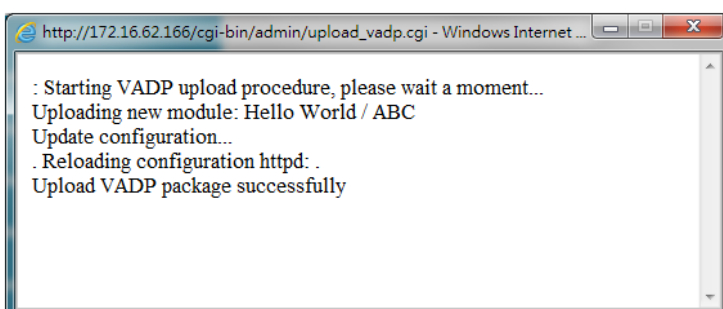 http://172.16.62.166/cgi-bin/admin/upload_vadp.cgi - Windows Internet ...
: Starting VADP upload procedure, please wait a moment...
Uploading new module: Hello World / ABC
Update configuration...
. Reloading configuration httpd: .
Upload VADP package successfully